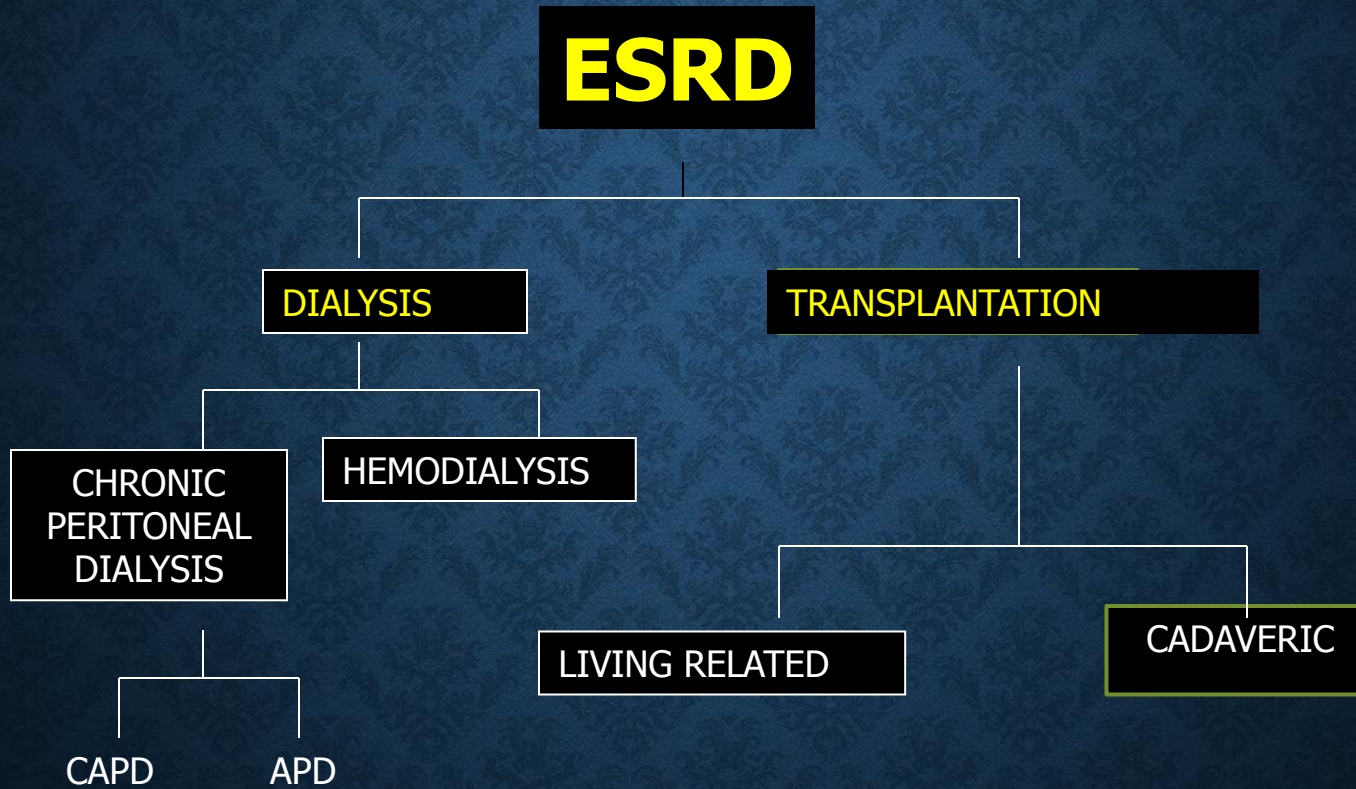 ESRD
DIALYSIS
TRANSPLANTATION
CHRONIC
PERITONEAL
DIALYSIS
HEMODIALYSIS
LIVING RELATED
CADAVERIC
CAPD
APD